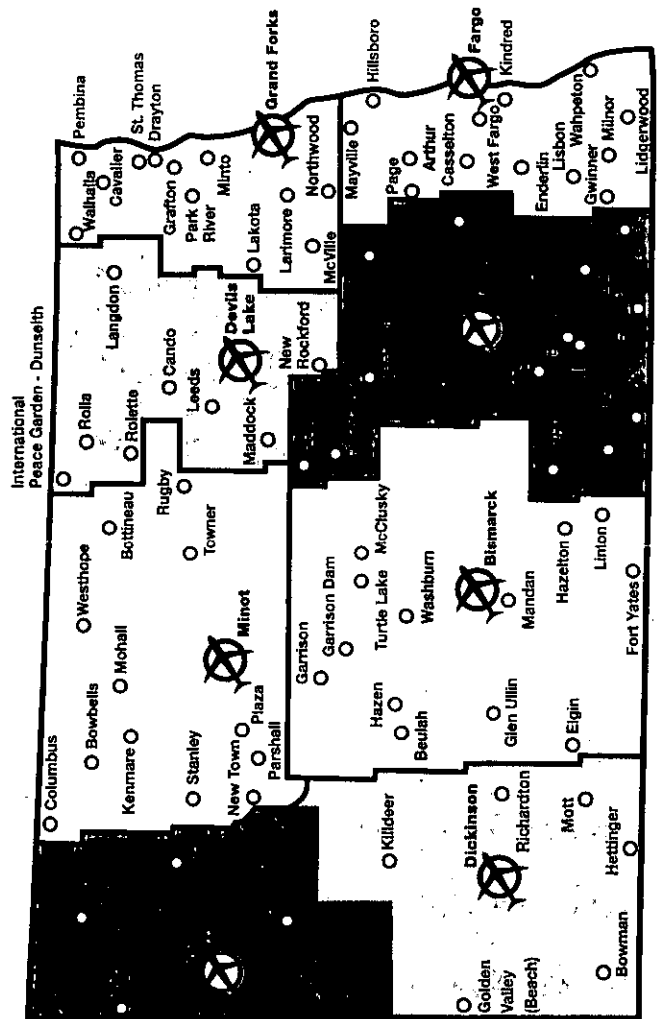 International
Peace Garden - Dunseith
Columbus
Bowbells
Westhope
Mohall
Kenmare
Bottineau
Stanley
Rugby
Towner
New Town
Plaza
Parshall
Minot
Rolla
Rolette
Langdon
Cando
Leeds
Devils
Lake
Maddock
New
Rockford
Pembina
Walhalla
Cavalier
St. Thomas
Drayton
Grafton
Park
River
Minto
Grand Forks
Lakota
Larimore
Northwood
McVille
Hillsboro
Mayville
Page
Arthur
Casselton
Fargo
West Fargo
Kindred
Enderlin
Lisbon
Wahpeton
Gwinner
Milnor
Lidgerwood
Garrison
Garrison Dam
Turtle Lake
McClusky
Washburn
Hazen
Beulah
Bismarck
Mandan
Glen Ullin
Hazelton
Linton
Elgin
Fort Yates
Killdeer
Dickinson
Richardton
Mott
Hettinger
Golden
Valley
(Beach)
Bowman